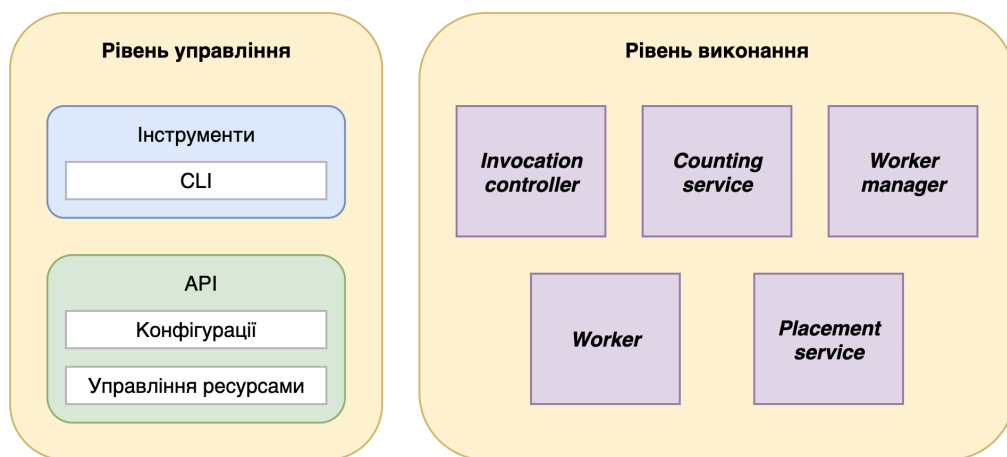 Рівень управління
Інструменти
CLI
API
Конфігурації
Управління ресурсами
Рівень виконання
Invocation
controller
Counting
service
Worker
manager
Worker
Placement
service